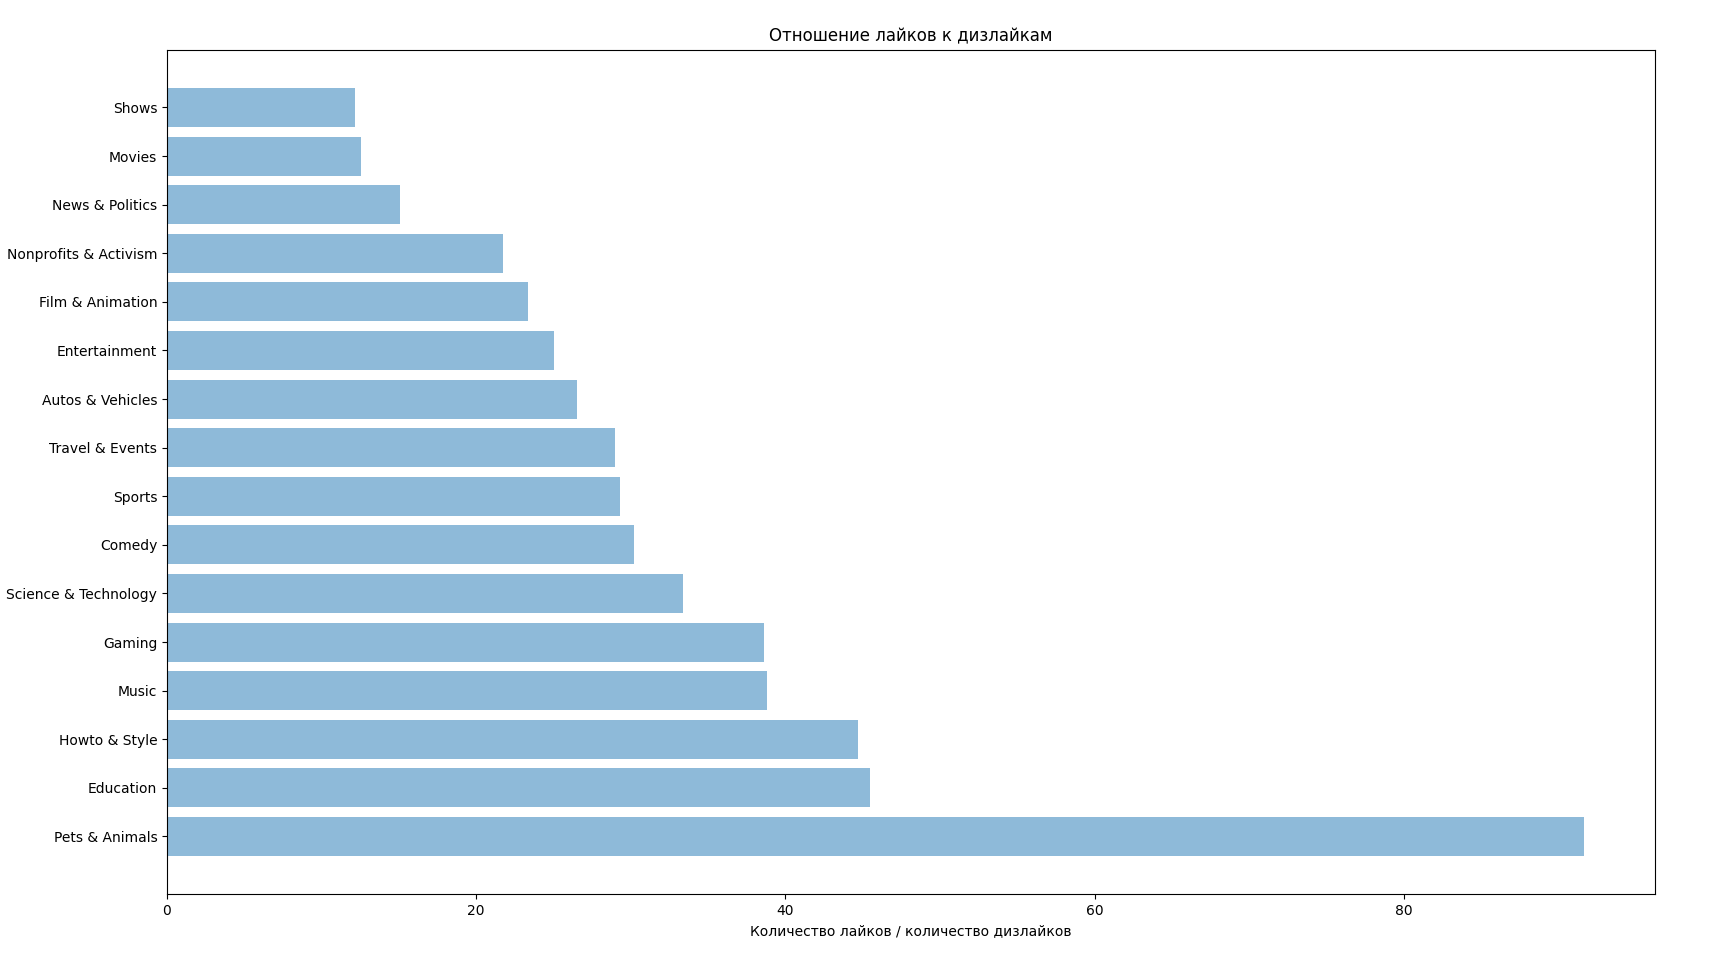 Отношение лайков к дизлайкам
Shows
Movies
News & Politics
Nonprofits & Activism
Film & Animation
Entertainment
Autos & Vehicles
Travel & Events
Sports
Comedy
Science & Technology
Gaming
Music
Howto & Style
Education
Pets & Animals
0 20 40 60 80
Количество лайков / количество дизлайков